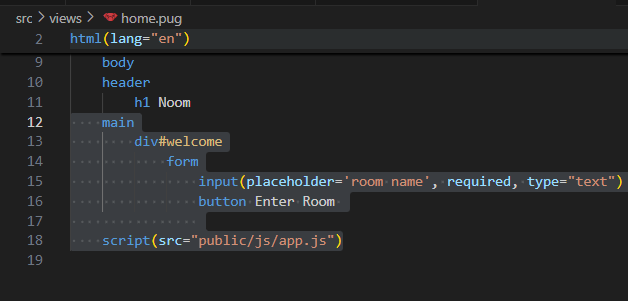 src > views > home.pug
2 html(lang="en")
9 body
10 header
11 h1 Noom
12 main
13 div#welcome
14 form
15 input(placeholder='room name', required, type="text")
16 button Enter Room
17
18 script(src="public/js/app.js")
19